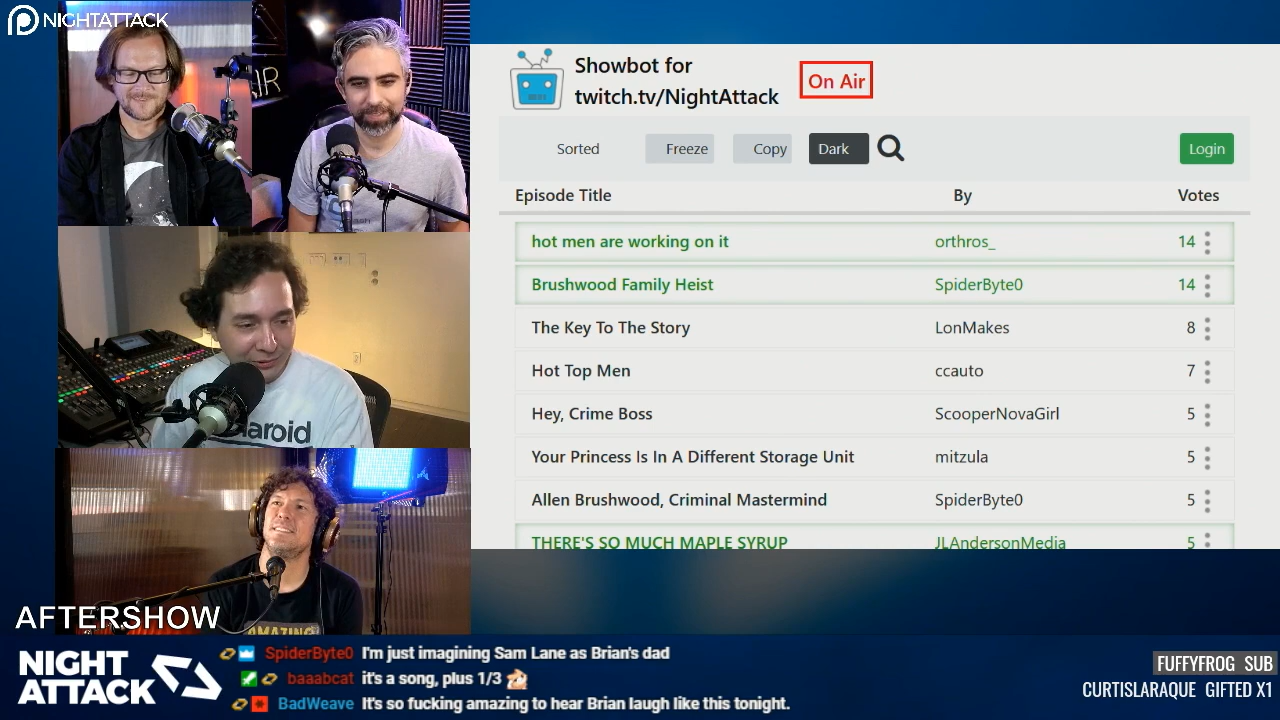 NIGHTATTACK
IR
Showbot for
twitch.tv/NightAttack
On Air
Sorted
Freeze
Copy
Dark
Login
Episode Title By Votes
hot men are working on it orthros_ 14
Brushwood Family Heist SpiderByte0 14
The Key To The Story LonMakes 8
Hot Top Men ccauto 7
Hey, Crime Boss ScooperNovaGirl 5
Your Princess Is In A Different Storage Unit mitzula 5
Allen Brushwood, Criminal Mastermind SpiderByte0 5
THERE'S SO MUCH MAPLE SYRUP JLAndersonMedia 5
aroid
AMAZING
AFTERSHOW
NIGHT
ATTACK
SpiderByte0 I'm just imagining Sam Lane as Brian's dad
baaabcat it's a song, plus 1/3
BadWeave It's so fucking amazing to hear Brian laugh like this tonight.
FUFFYFROG SUB
CURTISLARAQUE GIFTED X1